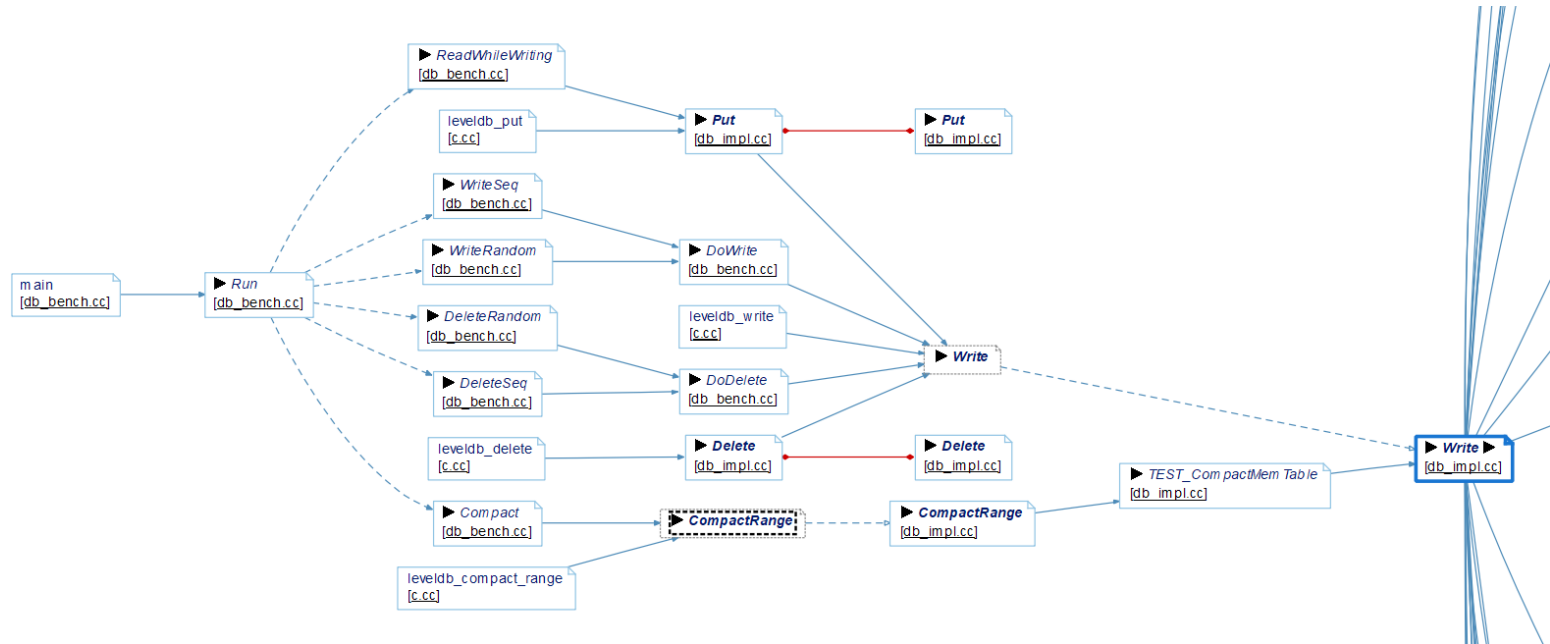 ReadWhileWriting
[db_bench.cc]
leveldb_put
[c.cc]
Put
[db_impl.cc]
Put
[db_impl.cc]
WriteSeq
[db_bench.cc]
WriteRandom
[db_bench.cc]
DoWrite
[db_bench.cc]
main
[db_bench.cc]
Run
[db_bench.cc]
DeleteRandom
[db_bench.cc]
leveldb_write
[c.cc]
Write
DeleteSeq
[db_bench.cc]
DoDelete
[db_bench.cc]
leveldb_delete
[c.cc]
Delete
[db_impl.cc]
Delete
[db_impl.cc]
Write
[db_impl.cc]
TEST_CompactMemTable
[db_impl.cc]
Compact
[db_bench.cc]
CompactRange
CompactRange
[db_impl.cc]
leveldb_compact_range
[c.cc]